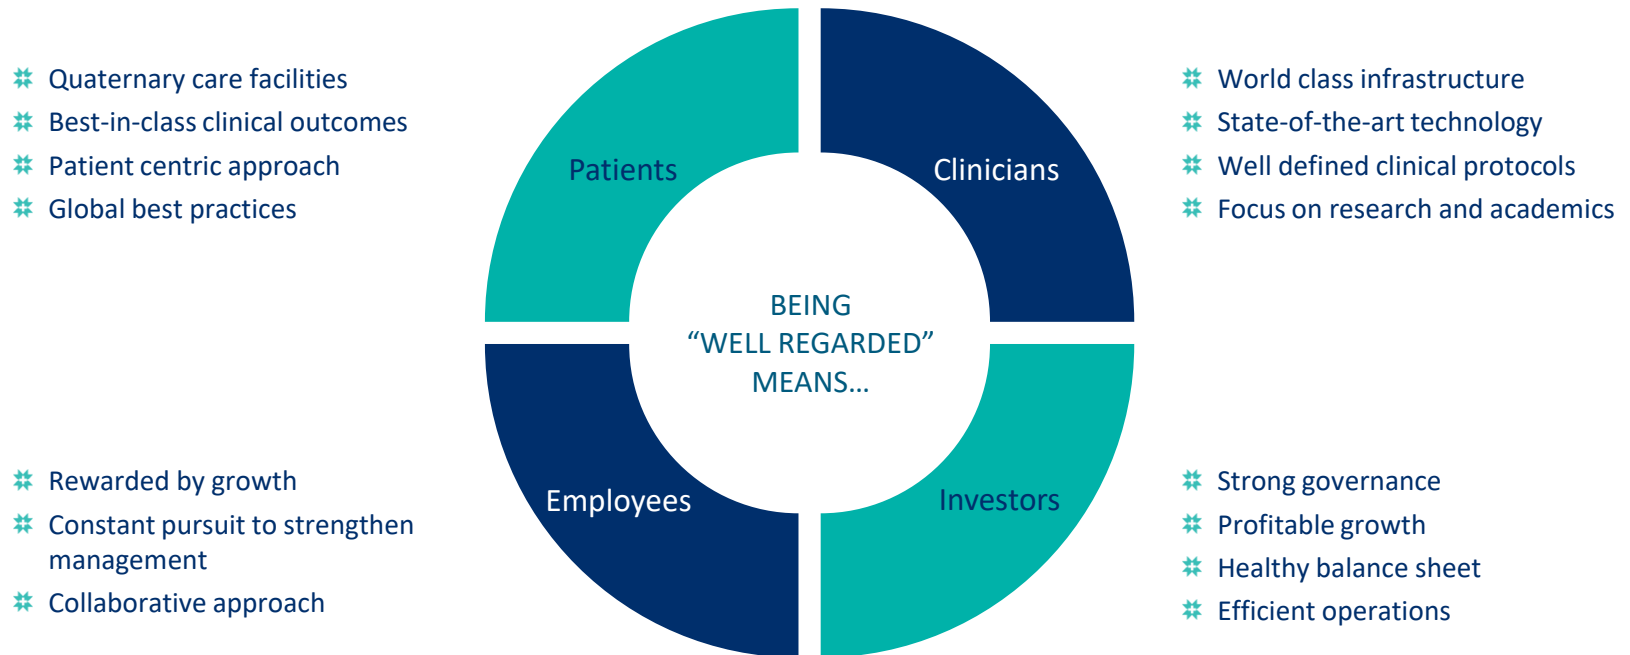 Quaternary care facilities
Best-in-class clinical outcomes
Patient centric approach
Global best practices
Patients
Clinicians
World class infrastructure
State-of-the-art technology
Well defined clinical protocols
Focus on research and academics
BEING
“WELL REGARDED”
MEANS…
Rewarded by growth
Constant pursuit to strengthen
management
Collaborative approach
Employees
Investors
Strong governance
Profitable growth
Healthy balance sheet
Efficient operations